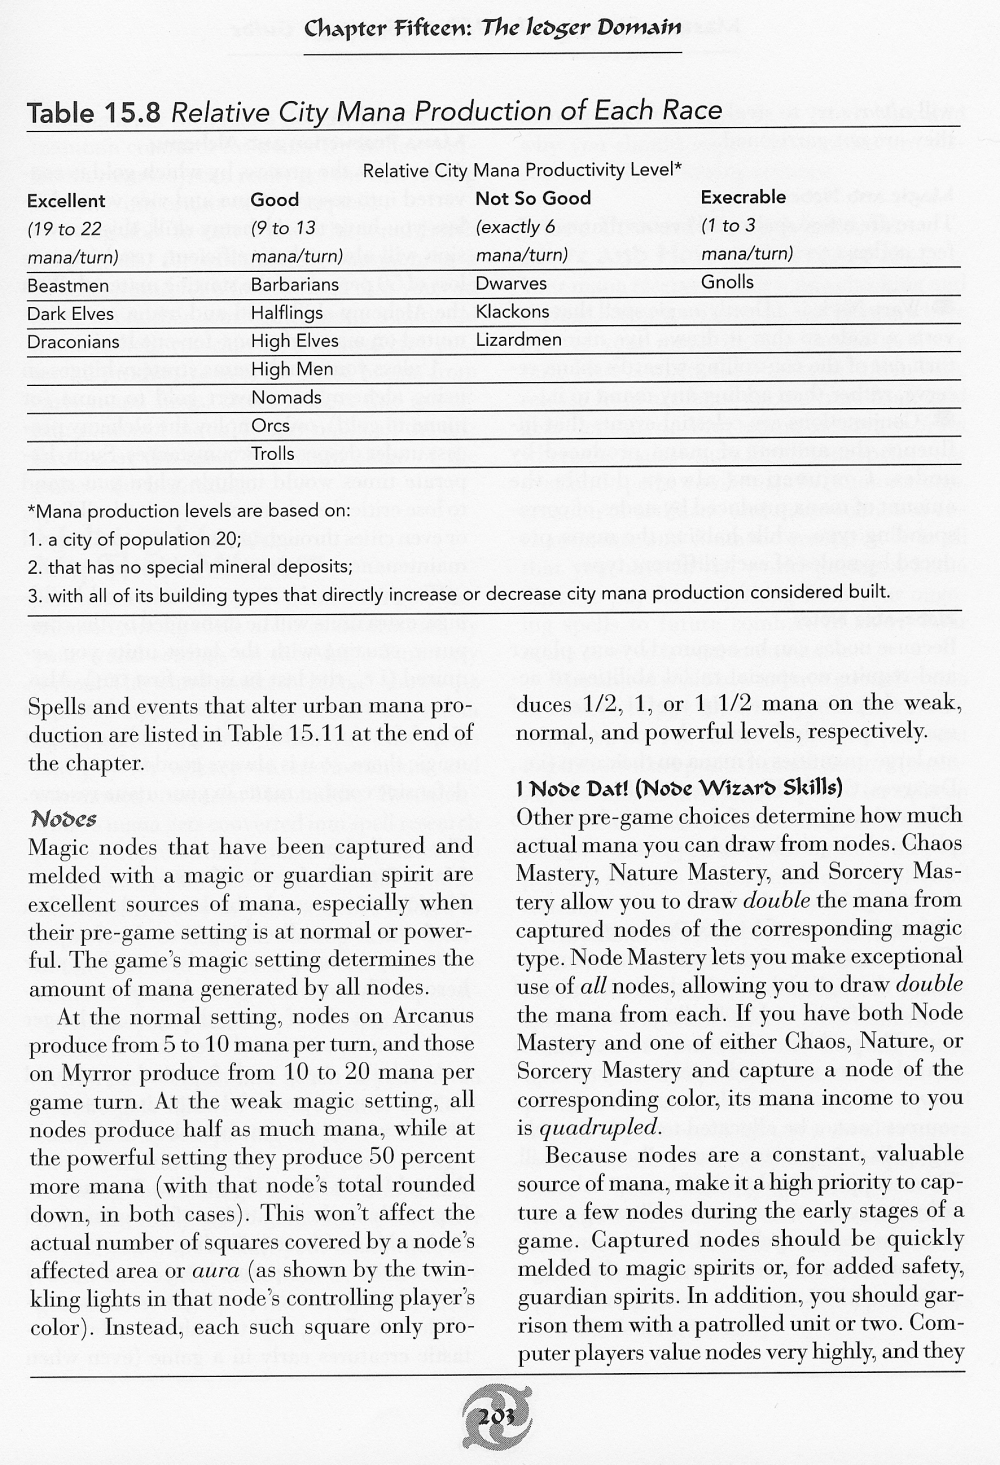 Chapter Fifteen: The ledger Domain
Table 15.8 Relative City Mana Production of Each Race
Relative City Mana Productivity Level*
Excellent Good Not So Good Execrable
(19 to 22 (9 to 13 (exactly 6 (1 to 3
mana/turn) mana/turn) mana/turn) mana/turn)
Beastmen Barbarians Dwarves Gnolls
Dark Elves Halflings Klackons
Draconians High Elves Lizardmen
High Men
Nomads
Orcs
Trolls
*Mana production levels are based on:
1. a city of population 20;
2. that has no special mineral deposits;
3. with all of its building types that directly increase or decrease city mana production considered built.
Spells and events that alter urban mana pro-
duction are listed in Table 15.11 at the end of
the chapter.
Nodes
Magic nodes that have been captured and
melded with a magic or guardian spirit are
excellent sources of mana, especially when
their pre-game setting is at normal or power-
ful. The game's magic setting determines the
amount of mana generated by all nodes.
At the normal setting, nodes on Arcanus
produce from 5 to 10 mana per turn, and those
on Myrror produce from 10 to 20 mana per
game turn. At the weak magic setting, all
nodes produce half as much mana, while at
the powerful setting they produce 50 percent
more mana (with that node's total rounded
down, in both cases). This won't affect the
actual number of squares covered by a node's
affected area or aura (as shown by the twin-
kling lights in that node's controlling player's
color). Instead, each such square only pro-
duces 1/2, 1, or 1 1/2 mana on the weak,
normal, and powerful levels, respectively.
I Node Dat! (Node Wizard Skills)
Other pre-game choices determine how much
actual mana you can draw from nodes. Chaos
Mastery, Nature Mastery, and Sorcery Mas-
tery allow you to draw double the mana from
captured nodes of the corresponding magic
type. Node Mastery lets you make exceptional
use of all nodes, allowing you to draw double
the mana from each. If you have both Node
Mastery and one of either Chaos, Nature, or
Sorcery Mastery and capture a node of the
corresponding color, its mana income to you
is quadrupled.
Because nodes are a constant, valuable
source of mana, make it a high priority to cap-
ture a few nodes during the early stages of a
game. Captured nodes should be quickly
melded to magic spirits or, for added safety,
guardian spirits. In addition, you should gar-
rison them with a patrolled unit or two. Com-
puter players value nodes very highly, and they
203